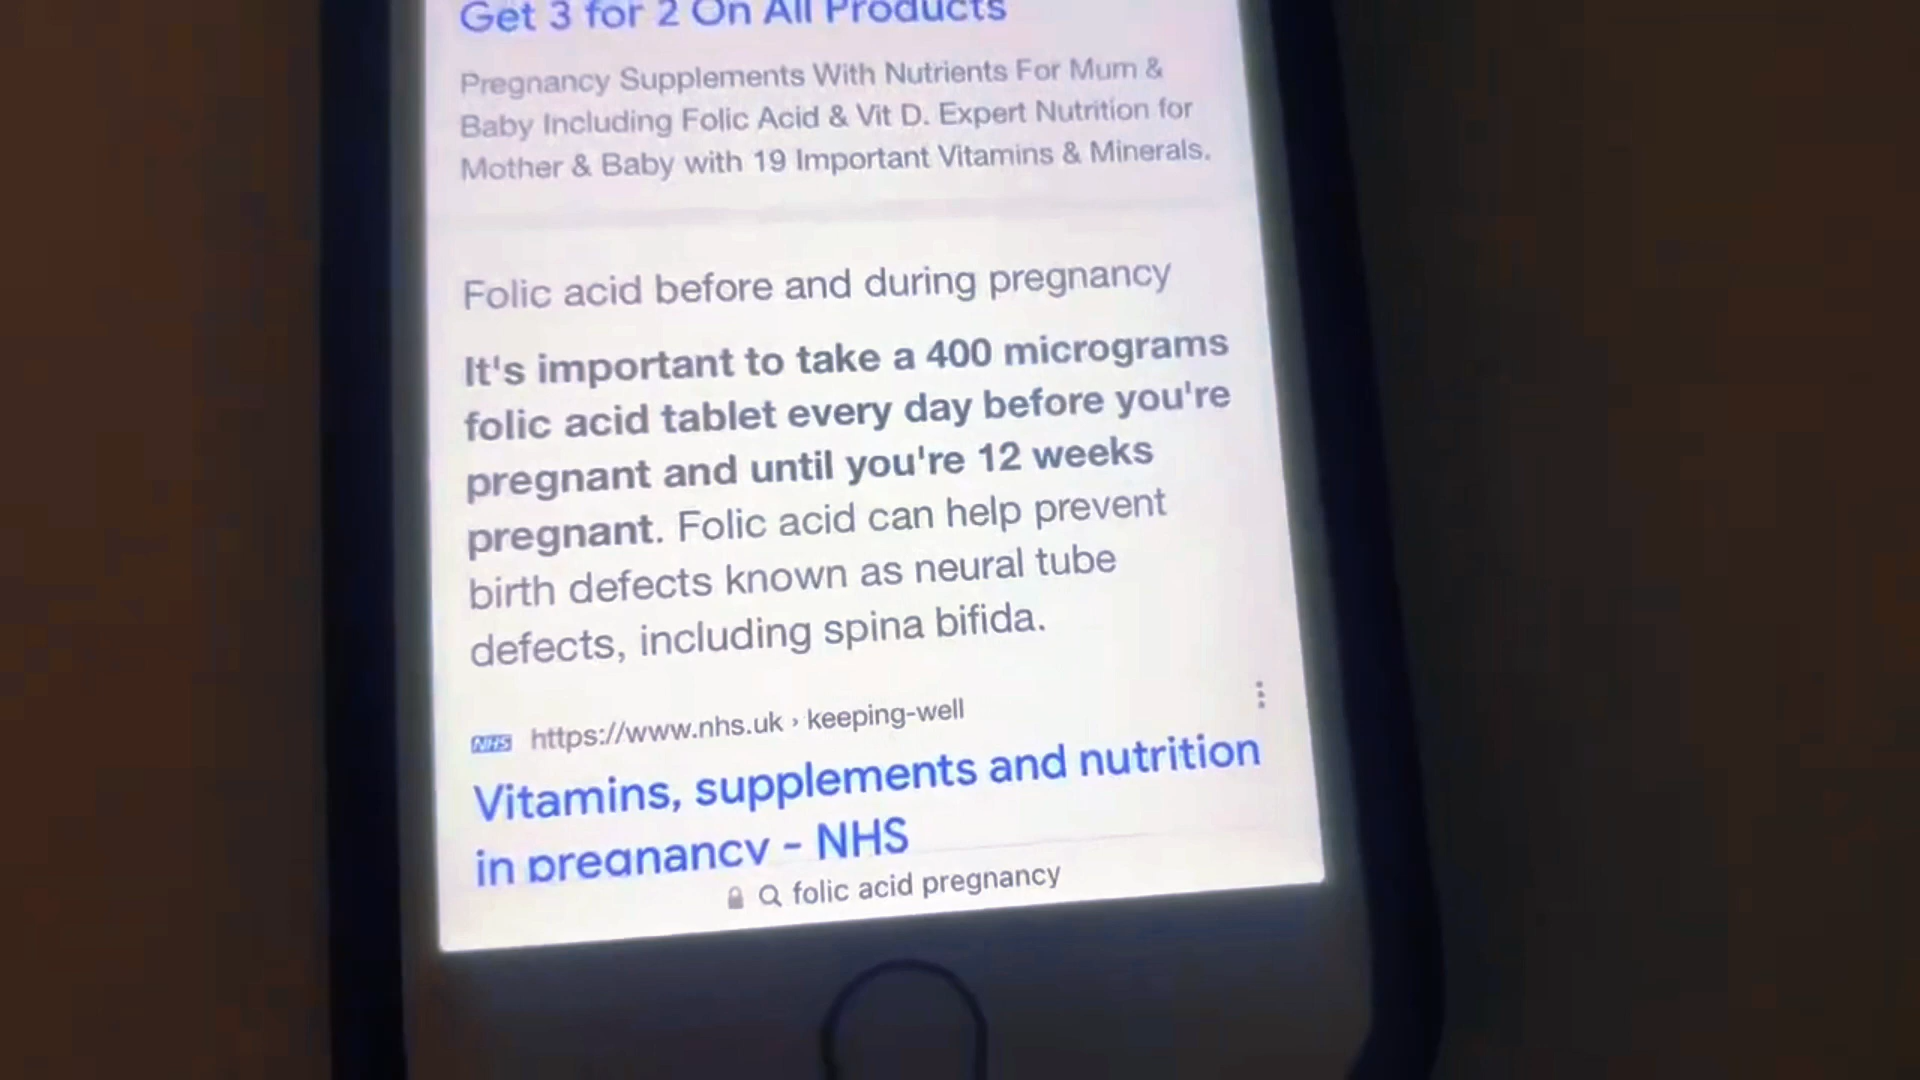 Get 3 for 2 On All Products
Pregnancy Supplements With Nutrients For Mum &
Baby Including Folic Acid & Vit D. Expert Nutrition for
Mother & Baby with 19 Important Vitamins & Minerals.
Folic acid before and during pregnancy
It's important to take a 400 micrograms
folic acid tablet every day before you're
pregnant and until you're 12 weeks
pregnant. Folic acid can help prevent
birth defects known as neural tube
defects, including spina bifida.
NHS https://www.nhs.uk › keeping-well
Vitamins, supplements and nutrition
in pregnancy - NHS
folic acid pregnancy